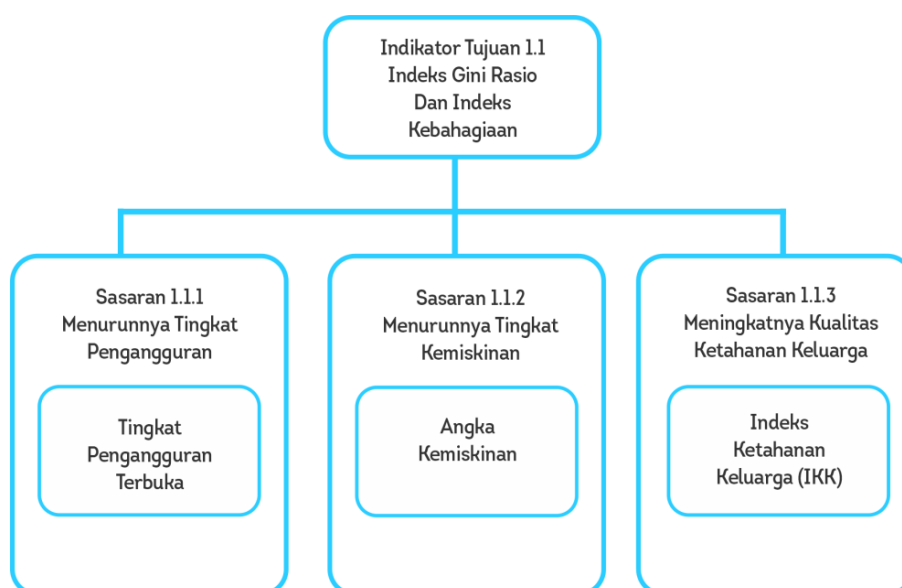 Indikator Tujuan 1.1
Indeks Gini Rasio
Dan Indeks
Kebahagiaan
Sasaran 1.1.1
Menurunnya Tingkat
Pengangguran
Tingkat
Pengangguran
Terbuka
Sasaran 1.1.2
Menurunnya Tingkat
Kemiskinan
Angka
Kemiskinan
Sasaran 1.1.3
Meningkatnya Kualitas
Ketahanan Keluarga
Indeks
Ketahanan
Keluarga (IKK)